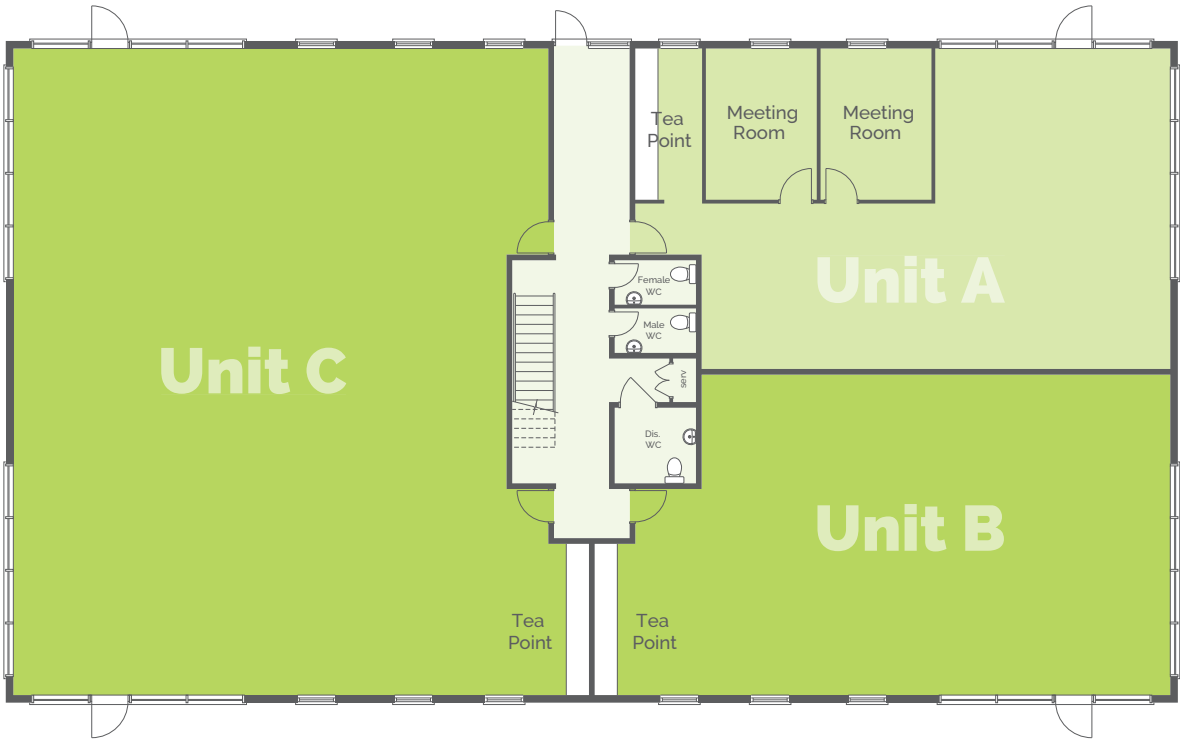 Tea
Point
Meeting
Room
Meeting
Room
Unit A
Female
WC
Male
WC
serv
Unit C
Dis.
WC
Unit B
Tea
Point
Tea
Point